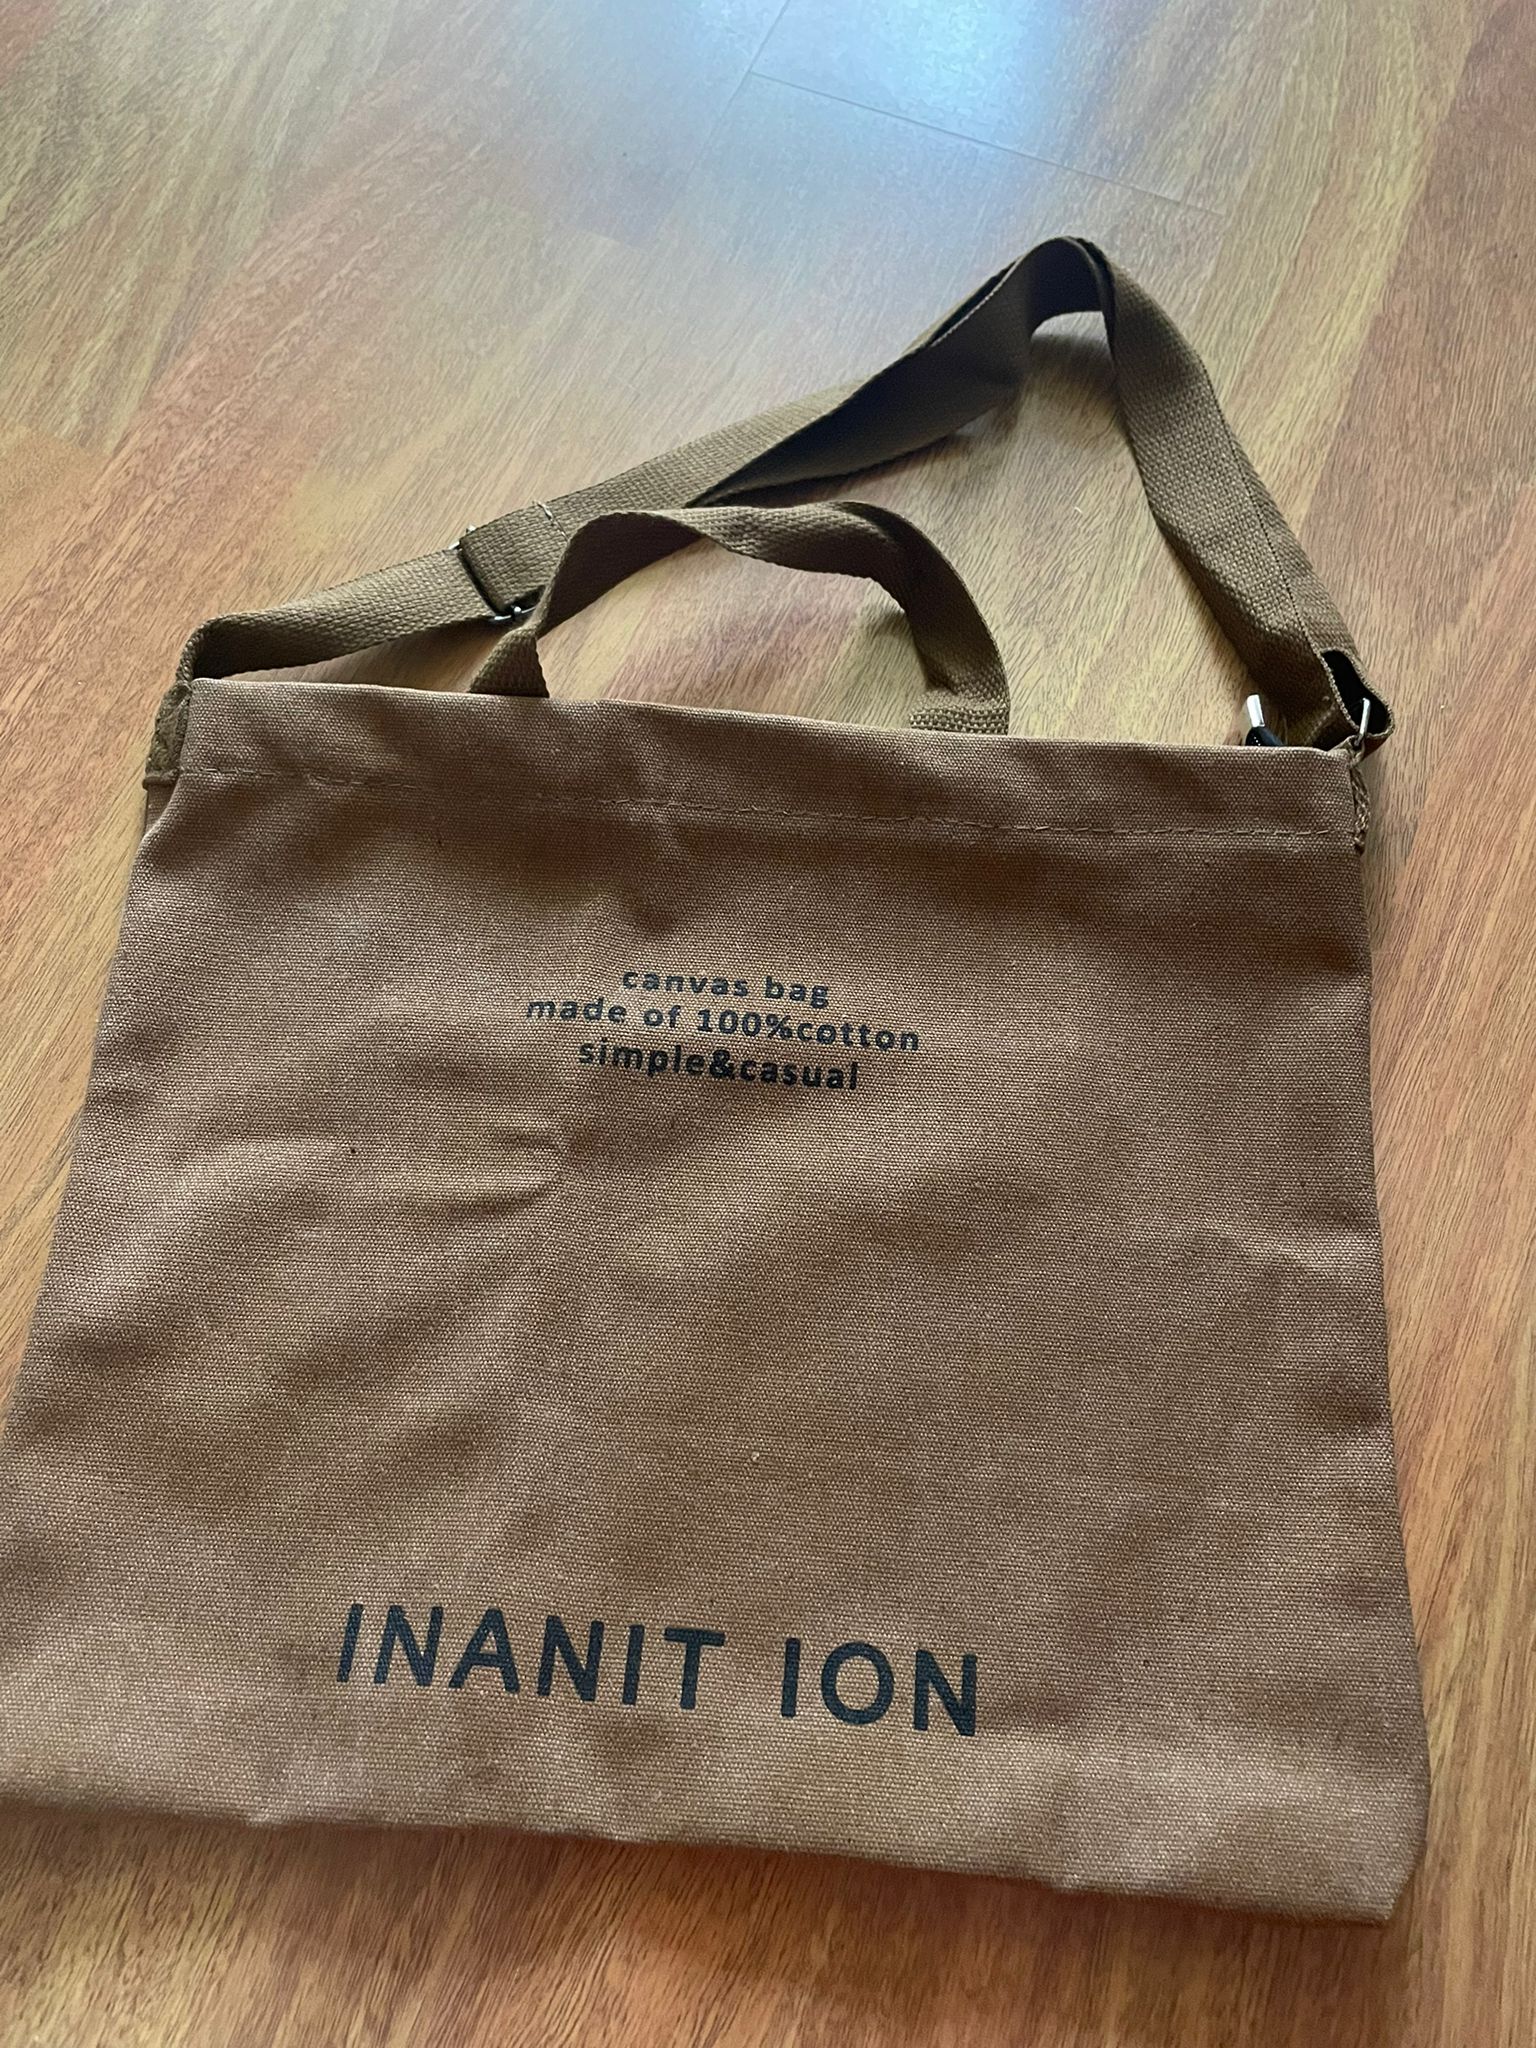 canvas bag
made of 100%cotton
simple&casual
INANIT ION